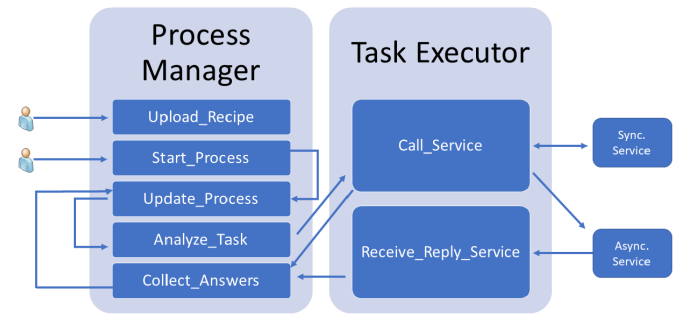 Process
Manager
Task Executor
Upload_Recipe
Start_Process
Update_Process
Analyze_Task
Collect_Answers
Call_Service
Receive_Reply_Service
Sync.
Service
Async.
Service